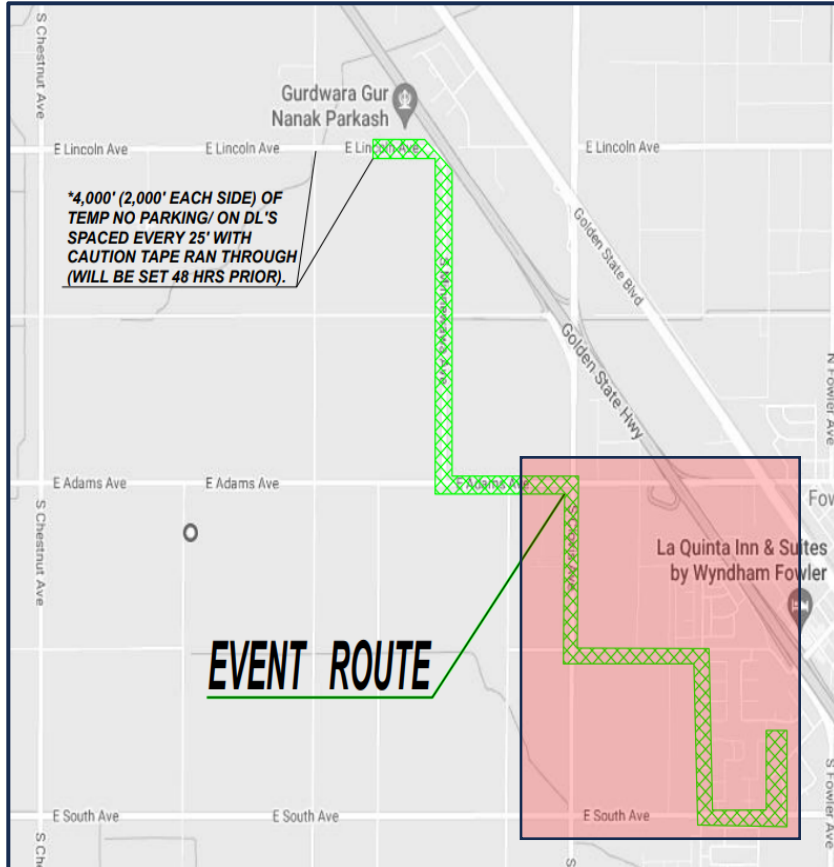 S Chestnut Ave
Gurdwara Gur
Nanak Parkash
E Lincoln Ave
E Lincoln Ave
E Lincoln Ave
E Lincoln Ave
*4,000' (2,000' EACH SIDE) OF
TEMP NO PARKING/ ON DL'S
SPACED EVERY 25' WITH
CAUTION TAPE RAN THROUGH
(WILL BE SET 48 HRS PRIOR).
Golden State Blvd
S Minnewawa Ave
Golden State Hwy
N Fowler Ave
E Adams Ave
E Adams Ave
E Adams Ave
Fow
S Chestnut Ave
S Clovis Ave
La Quinta Inn & Suites
by Wyndham Fowler
EVENT ROUTE
S Fowler Ave
E South Ave
E South Ave
E South Ave
S Ch
S